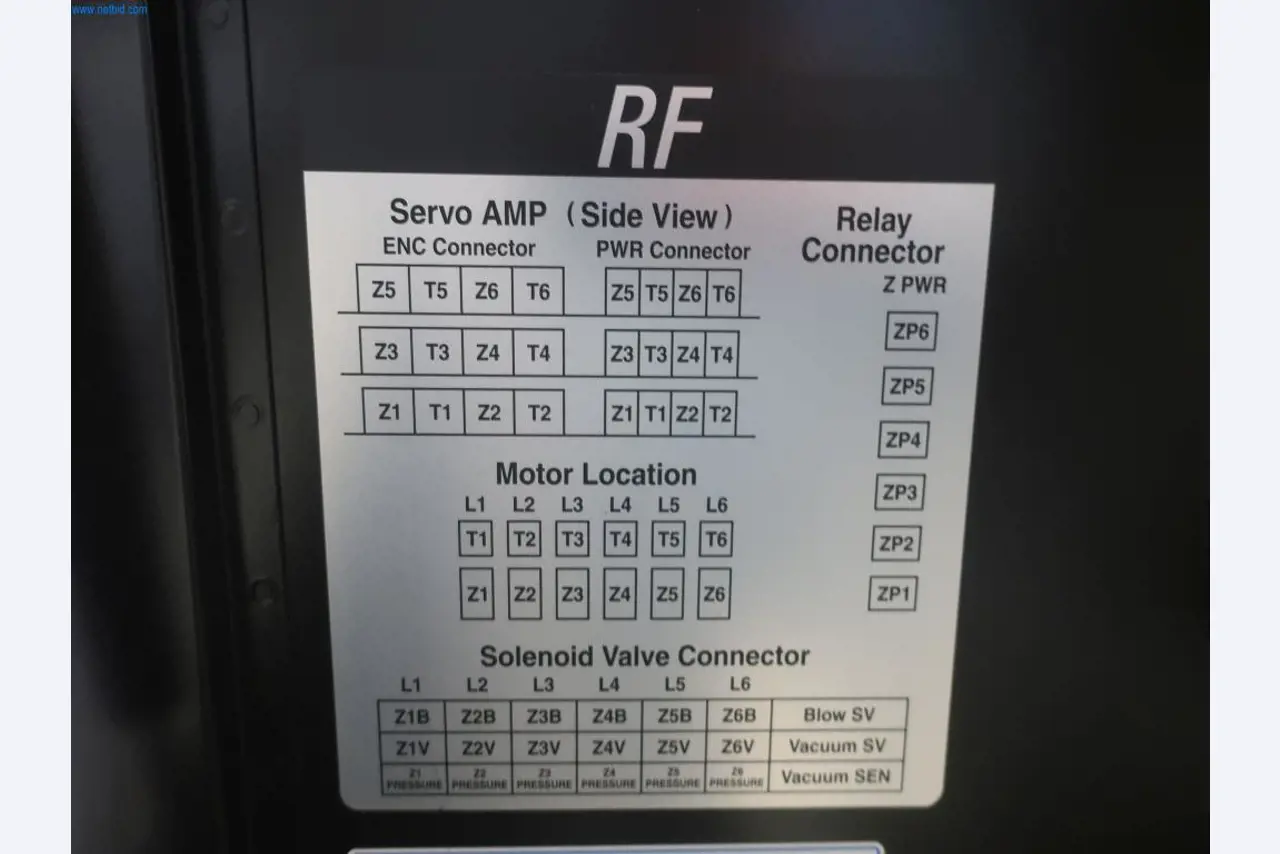 www.netbid.com
RF
Servo AMP (Side View)
ENC Connector PWR Connector
Z5 T5 Z6 T6 Z5 T5 Z6 T6
Z3 T3 Z4 T4 Z3 T3 Z4 T4
Z1 T1 Z2 T2 Z1 T1 Z2 T2
Relay
Connector
Z PWR
ZP6
ZP5
ZP4
ZP3
ZP2
ZP1
Motor Location
L1 L2 L3 L4 L5 L6
T1 T2 T3 T4 T5 T6
Z1 Z2 Z3 Z4 Z5 Z6
Solenoid Valve Connector
L1 L2 L3 L4 L5 L6
Z1B Z2B Z3B Z4B Z5B Z6B Blow SV
Z1V Z2V Z3V Z4V Z5V Z6V Vacuum SV
Z1 PRESSURE Z2 PRESSURE Z3 PRESSURE Z4 PRESSURE Z5 PRESSURE Z6 PRESSURE Vacuum SEN